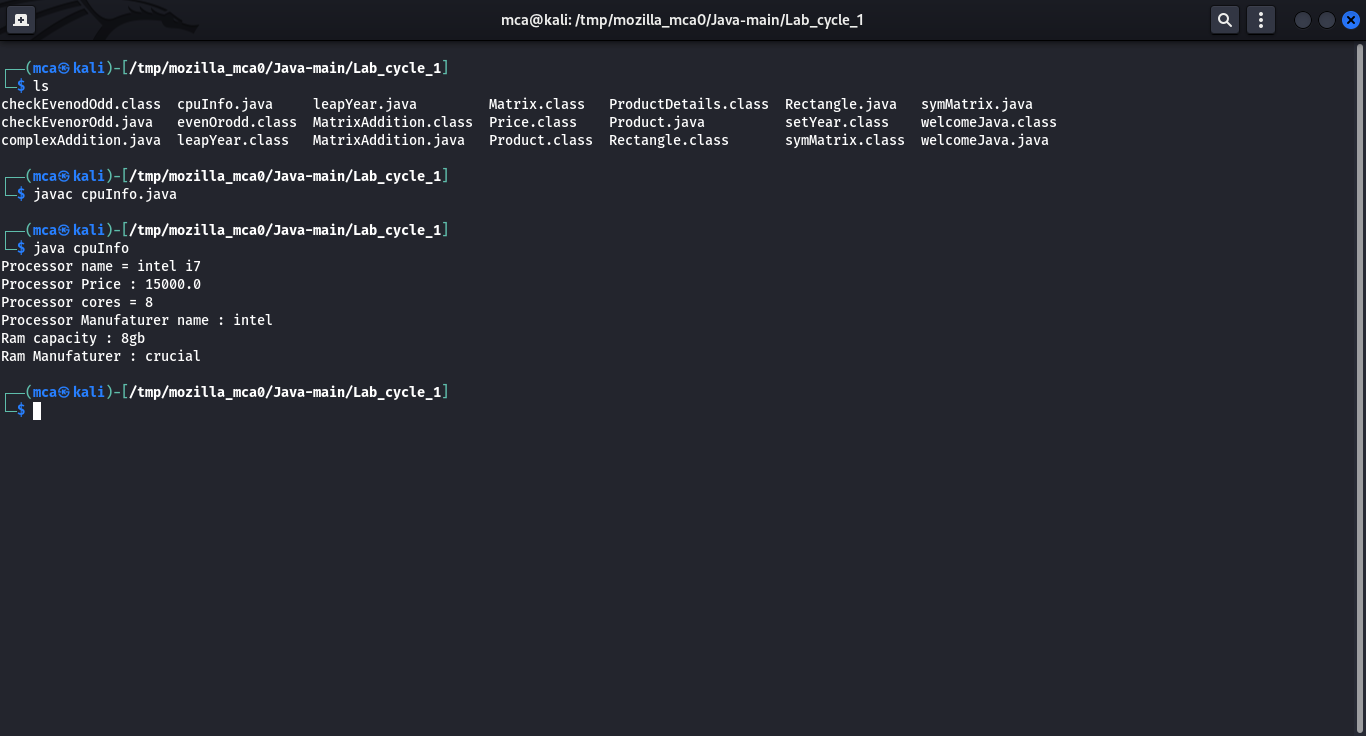 mca@kali: /tmp/mozilla_mca0/Java-main/Lab_cycle_1
┌──(mca㉿kali)-[/tmp/mozilla_mca0/Java-main/Lab_cycle_1]
└─$ ls
checkEvenodOdd.class  cpuInfo.java     leapYear.java         Matrix.class   ProductDetails.class  Rectangle.java   symMatrix.java
checkEvenorOdd.java   evenOrodd.class  MatrixAddition.class  Price.class    Product.java          setYear.class    welcomeJava.class
complexAddition.java  leapYear.class   MatrixAddition.java   Product.class  Rectangle.class       symMatrix.class  welcomeJava.java
┌──(mca㉿kali)-[/tmp/mozilla_mca0/Java-main/Lab_cycle_1]
└─$ javac cpuInfo.java
┌──(mca㉿kali)-[/tmp/mozilla_mca0/Java-main/Lab_cycle_1]
└─$ java cpuInfo
Processor name = intel i7
Processor Price : 15000.0
Processor cores = 8
Processor Manufaturer name : intel
Ram capacity : 8gb
Ram Manufaturer : crucial
┌──(mca㉿kali)-[/tmp/mozilla_mca0/Java-main/Lab_cycle_1]
└─$